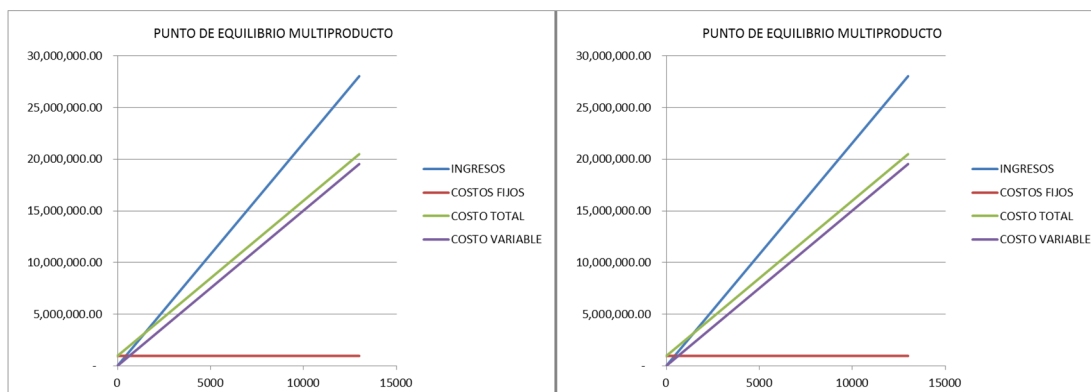 PUNTO DE EQUILIBRIO MULTIPRODUCTO
30,000,000.00
25,000,000.00
20,000,000.00
15,000,000.00
10,000,000.00
5,000,000.00
-
0 5000 10000 15000
INGRESOS
COSTOS FIJOS
COSTO TOTAL
COSTO VARIABLE
PUNTO DE EQUILIBRIO MULTIPRODUCTO
30,000,000.00
25,000,000.00
20,000,000.00
15,000,000.00
10,000,000.00
5,000,000.00
-
0 5000 10000 15000
INGRESOS
COSTOS FIJOS
COSTO TOTAL
COSTO VARIABLE